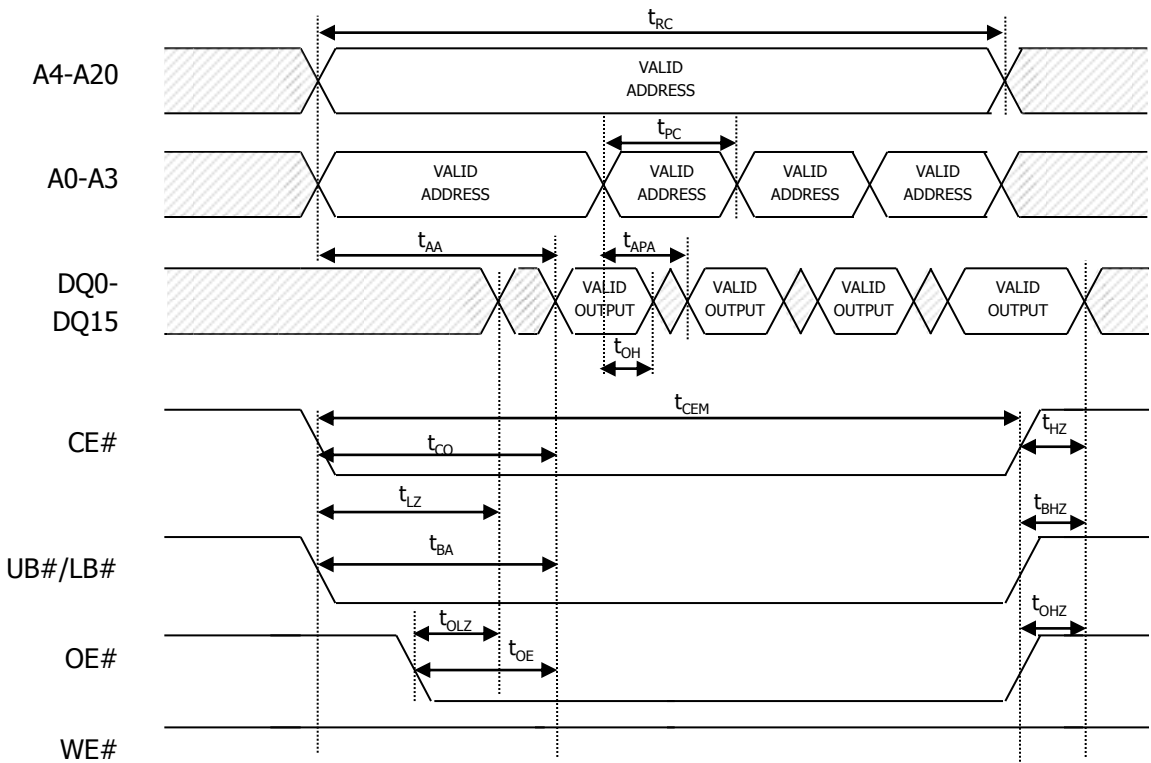 tRC
A4-A20
VALID
ADDRESS
tPC
A0-A3
VALID
ADDRESS
VALID
ADDRESS
VALID
ADDRESS
VALID
ADDRESS
tAA
tAPA
DQ0-
DQ15
VALID
OUTPUT
VALID
OUTPUT
VALID
OUTPUT
VALID
OUTPUT
tOH
tCEM
CE#
tCO
tHZ
tLZ
tBHZ
UB#/LB#
tBA
tOLZ
tOHZ
OE#
tOE
WE#